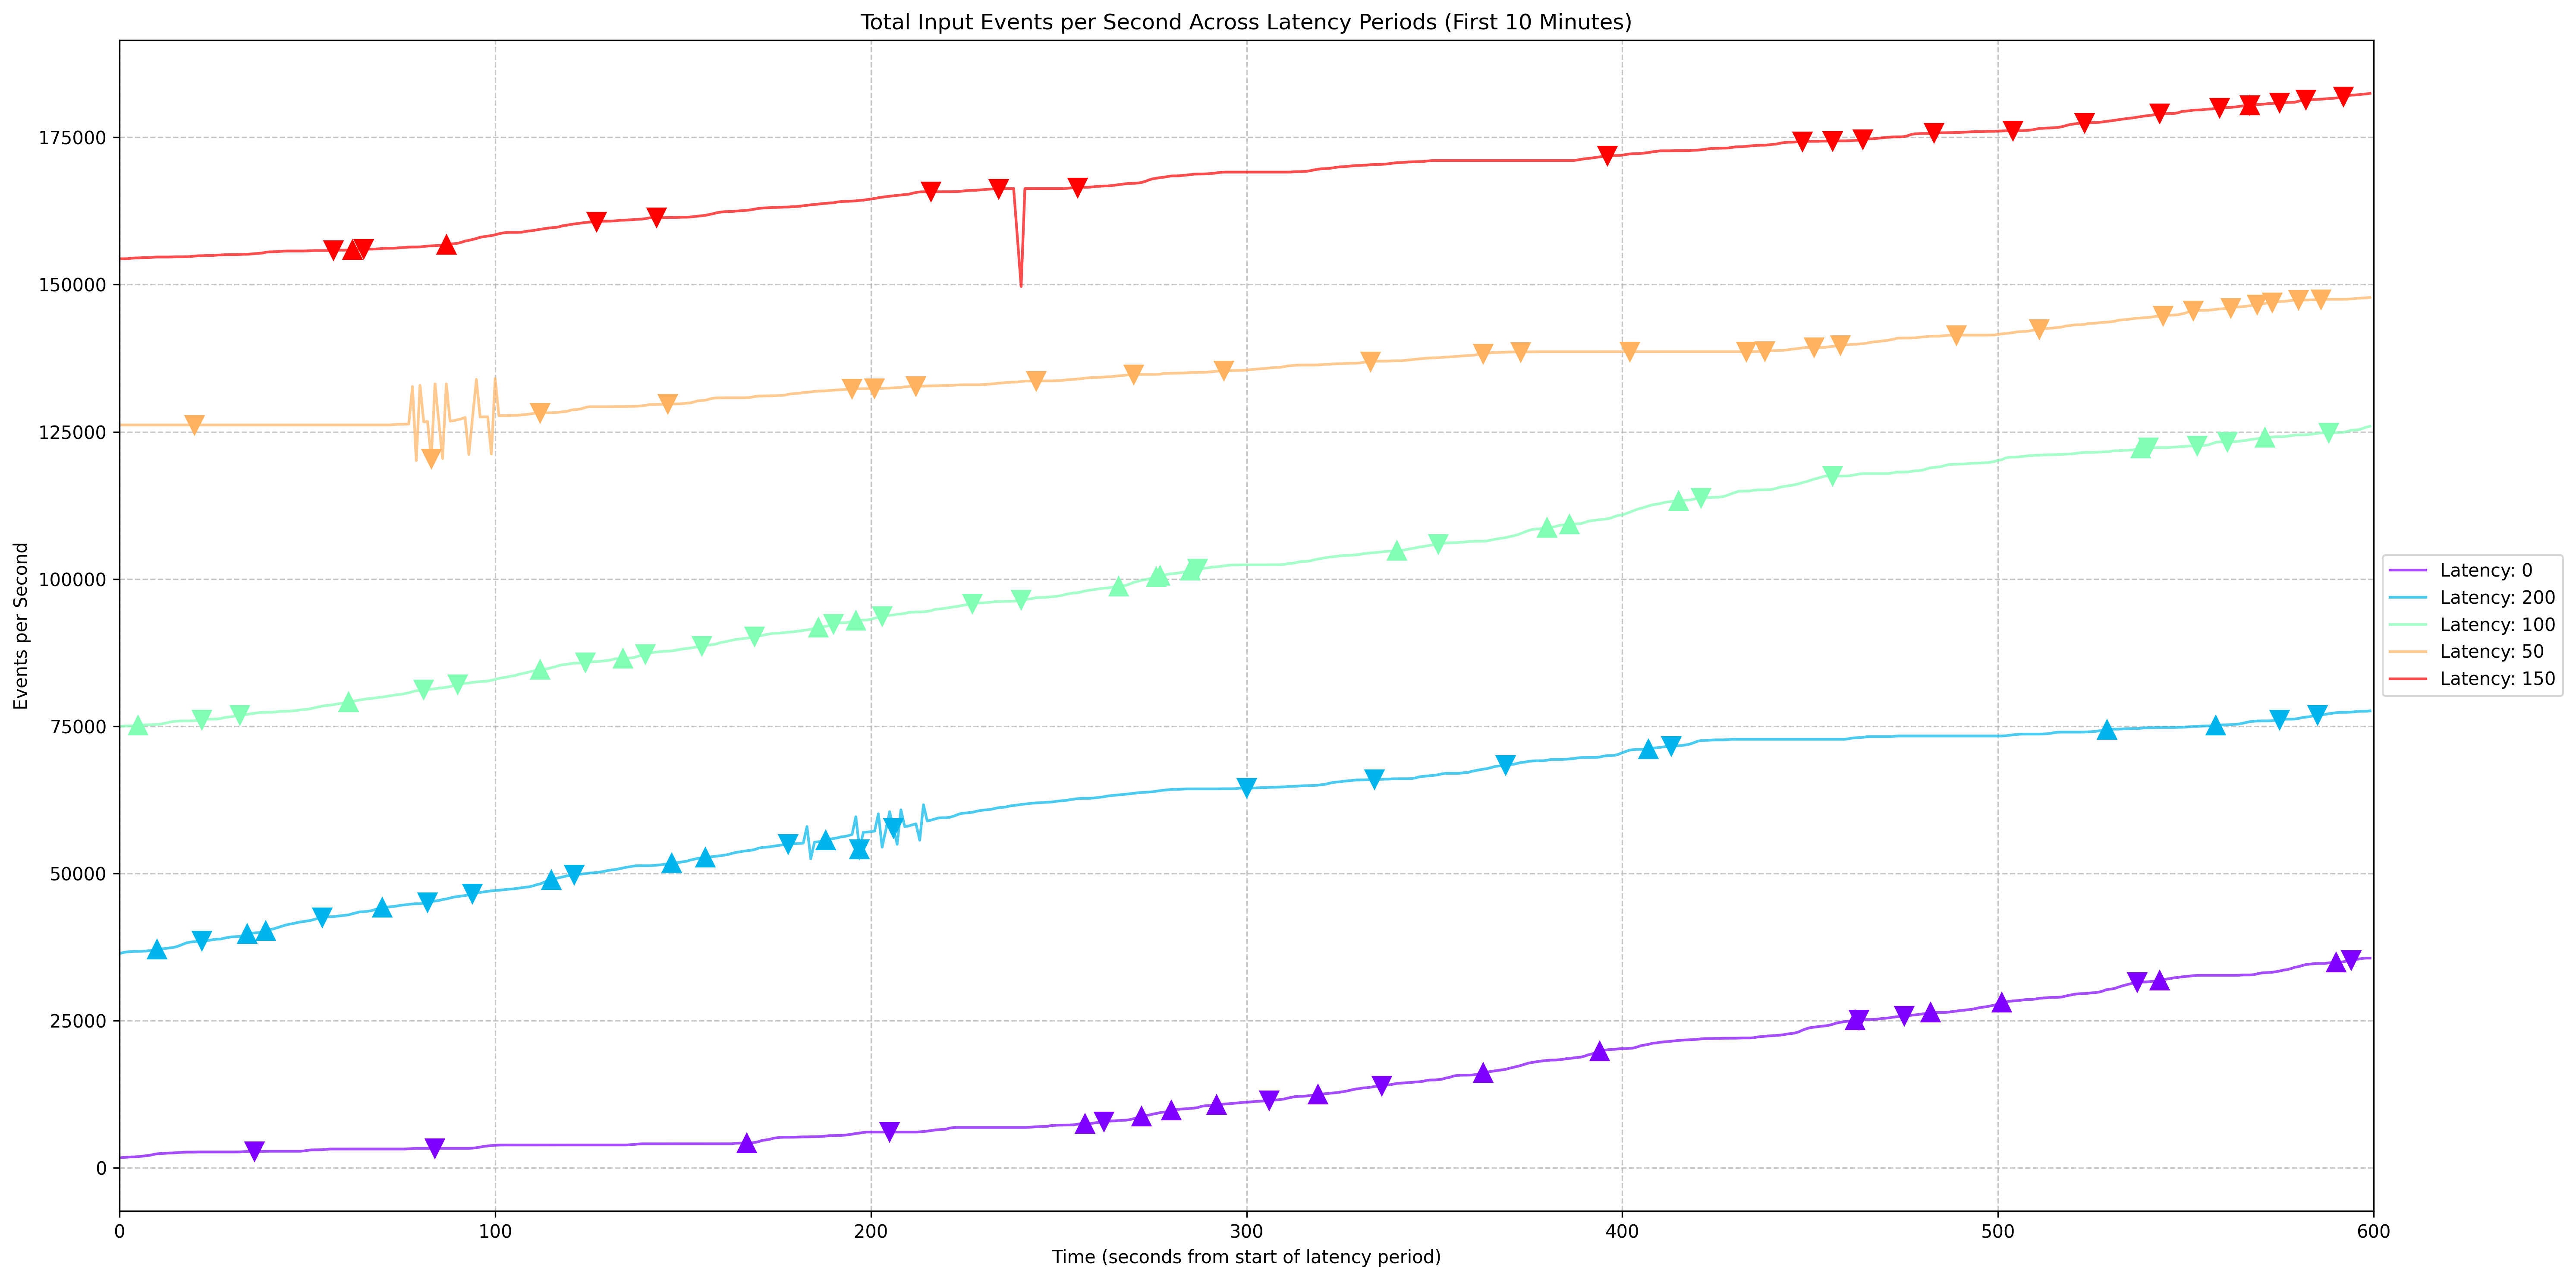 Total Input Events per Second Across Latency Periods (First 10 Minutes)
Events per Second
175000
150000
125000
100000
75000
50000
25000
0
0 100 200 300 400 500 600
Time (seconds from start of latency period)
Latency: 0
Latency: 200
Latency: 100
Latency: 50
Latency: 150